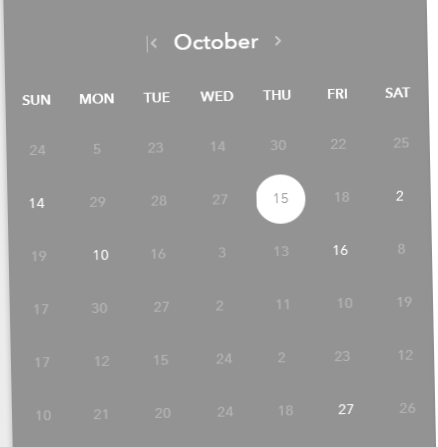 |< October >
SUN MON TUE WED THU FRI SAT
24 5 23 14 30 22 25
14 29 28 27 15 18 2
19 10 16 3 13 16 8
17 30 27 2 11 10 19
17 12 15 24 2 23 12
10 21 20 24 18 27 26